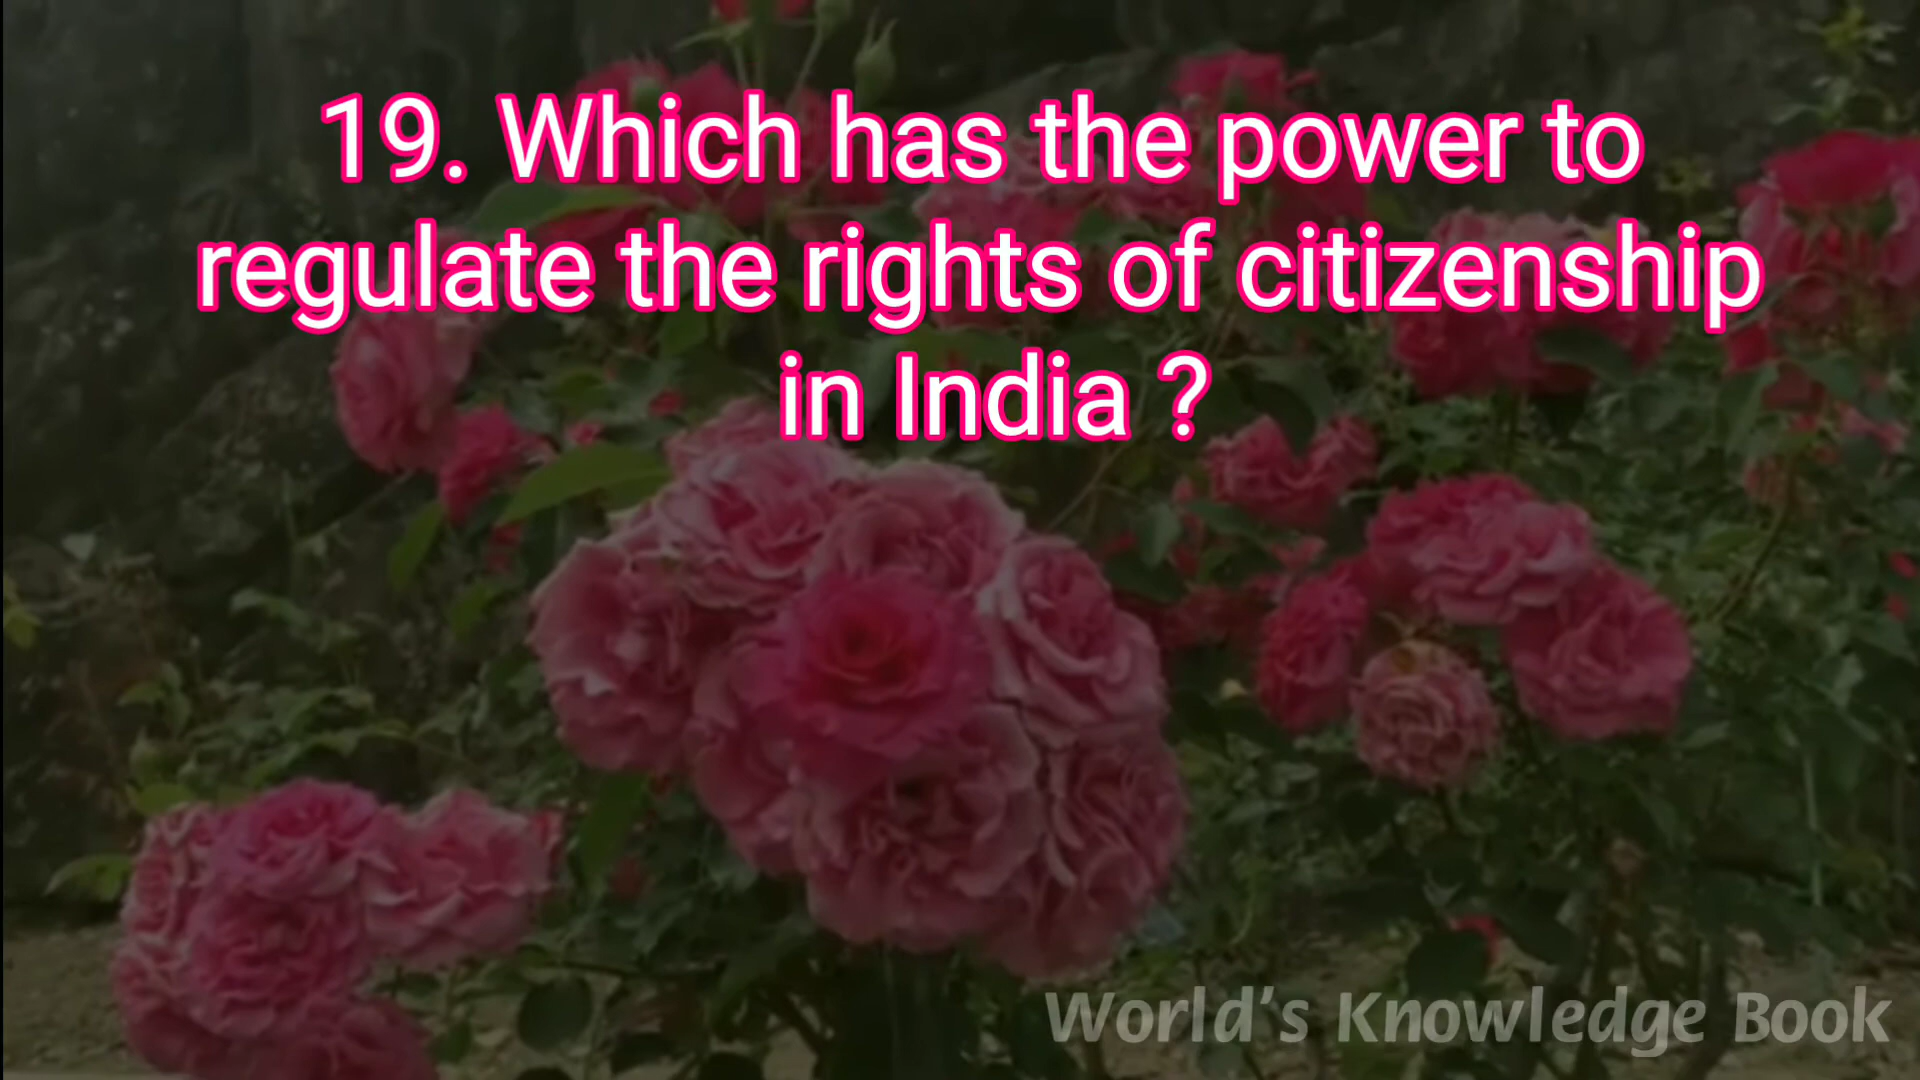 19. Which has the power to
regulate the rights of citizenship
in India ?
World's Knowledge Book